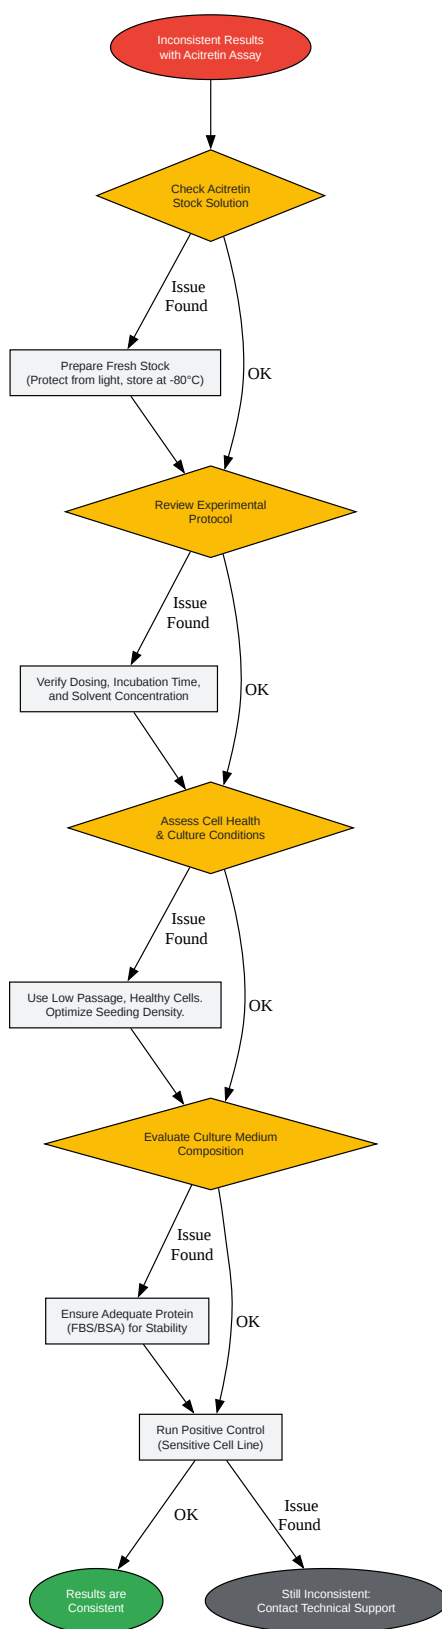 Inconsistent Results
with Acitretin Assay
Check Acitretin
Stock Solution
Issue
Found
OK
Prepare Fresh Stock
(Protect from light, store at -80°C)
Review Experimental
Protocol
Issue
Found
OK
Verify Dosing, Incubation Time,
and Solvent Concentration
Assess Cell Health
& Culture Conditions
Issue
Found
OK
Use Low Passage, Healthy Cells.
Optimize Seeding Density.
Evaluate Culture Medium
Composition
Issue
Found
OK
Ensure Adequate Protein
(FBS/BSA) for Stability
Run Positive Control
(Sensitive Cell Line)
OK
Issue
Found
Results are
Consistent
Still Inconsistent:
Contact Technical Support